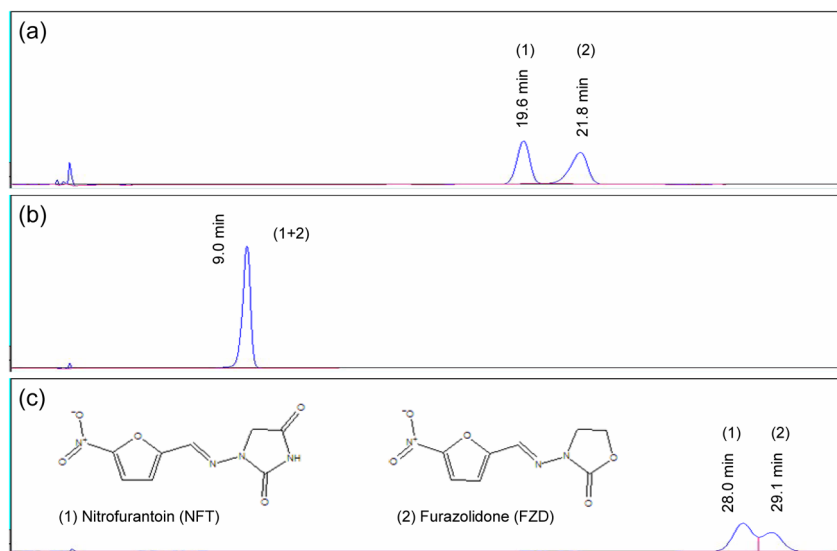 (a)
(1)
(2)
19.6 min
21.8 min
(b)
9.0 min
(1+2)
(c)
⁻O
N⁺
O
O
N
N
O
NH
O
(1) Nitrofurantoin (NFT)
⁻O
N⁺
O
O
N
N
O
O
(2) Furazolidone (FZD)
(1)
(2)
28.0 min
29.1 min